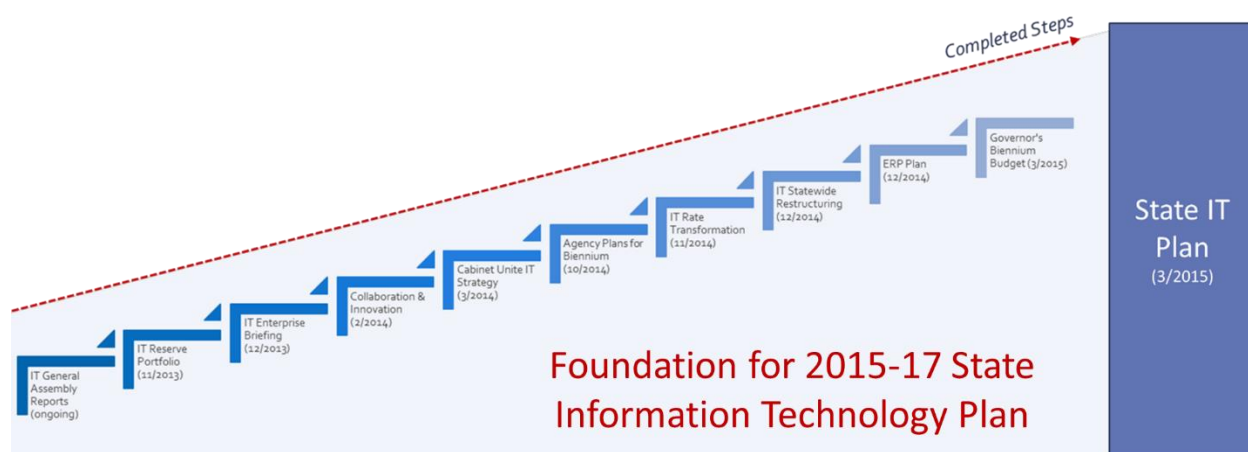 Completed Steps
IT General
Assembly
Reports
(ongoing)
IT Reserve
Portfolio
(11/2013)
IT Enterprise
Briefing
(12/2013)
Collaboration &
Innovation
(2/2014)
Cabinet Unite IT
Strategy
(3/2014)
Agency Plans for
Biennium
(10/2014)
IT Rate
Transformation
(11/2014)
IT Statewide
Restructuring
(12/2014)
ERP Plan
(12/2014)
Governor's
Biennium
Budget (3/2015)
State IT
Plan
(3/2015)
Foundation for 2015-17 State
Information Technology Plan